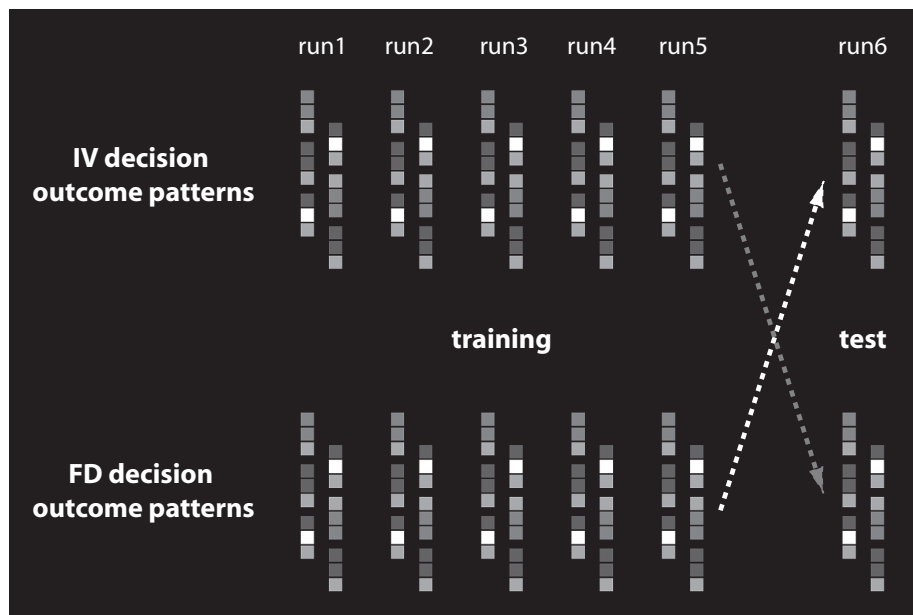 run1 run2 run3 run4 run5 run6
IV decision
outcome patterns
training test
FD decision
outcome patterns